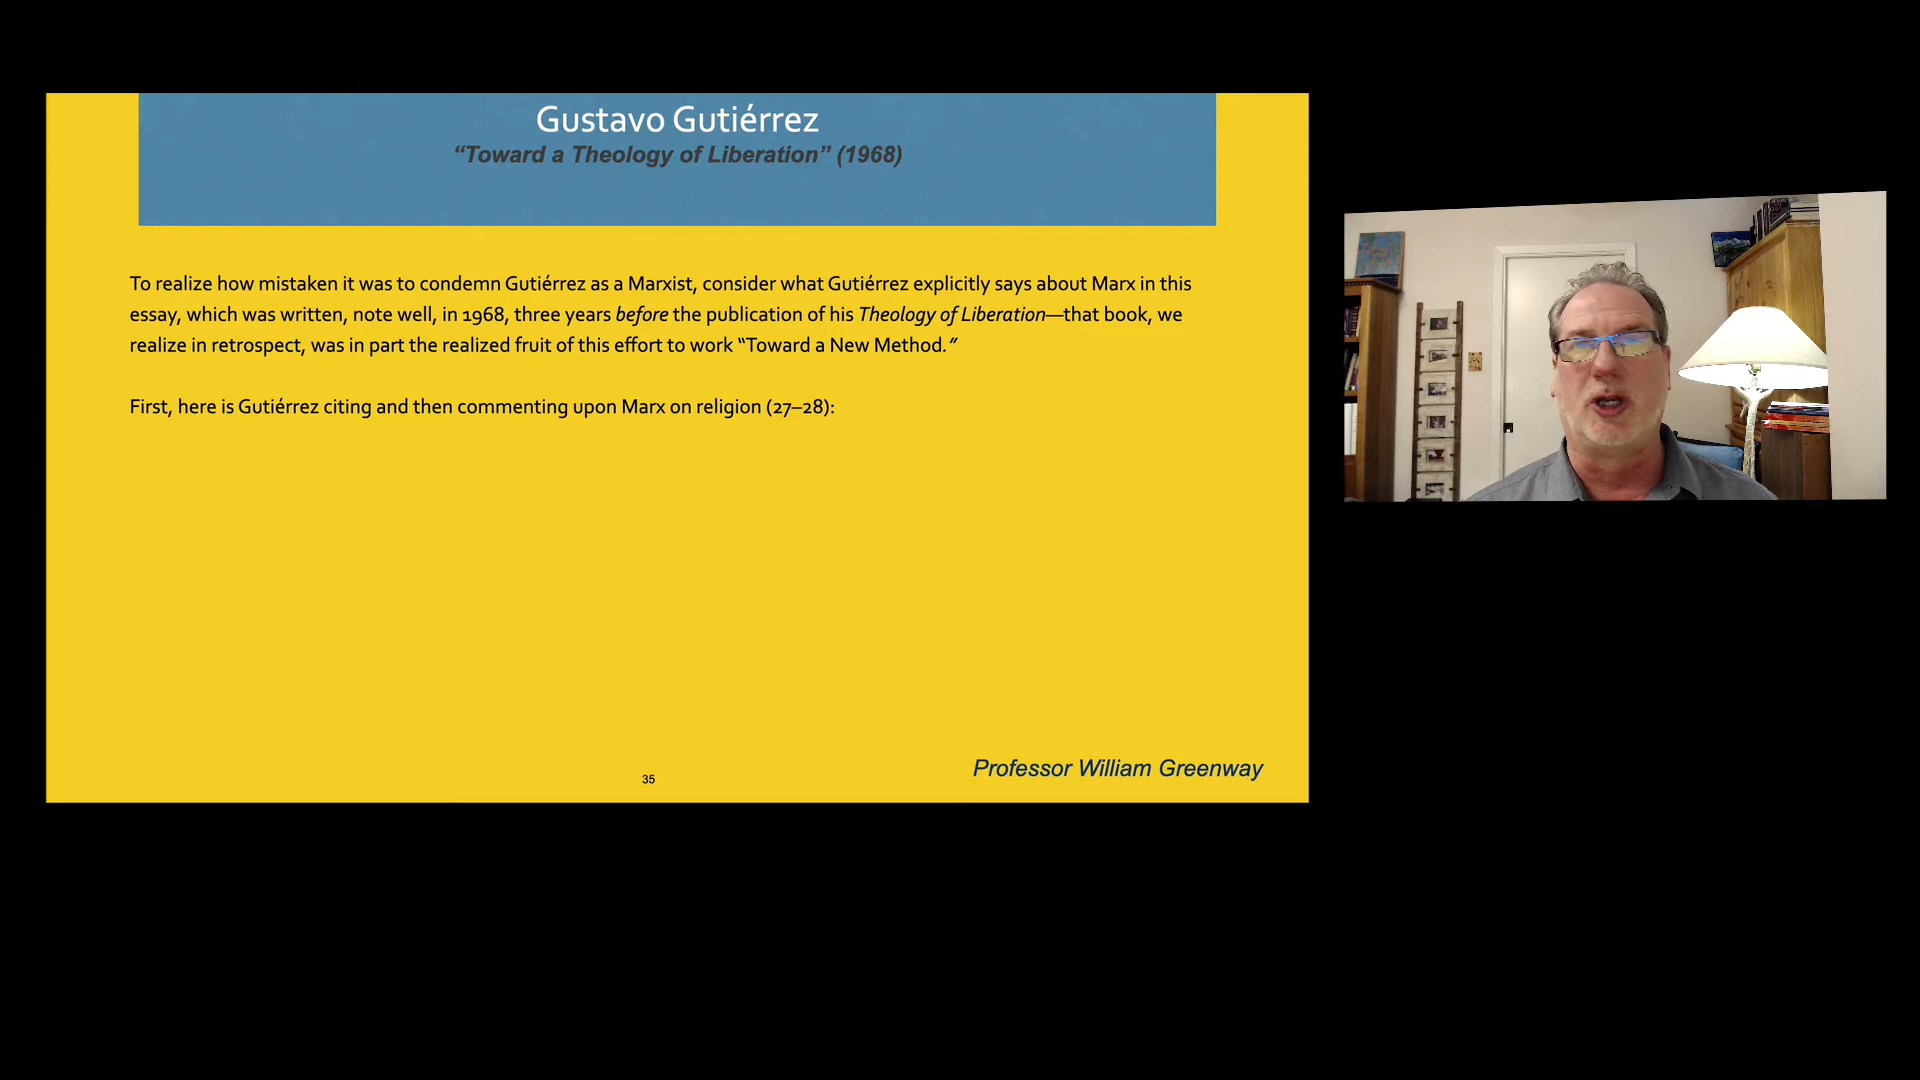 Gustavo Gutiérrez
“Toward a Theology of Liberation” (1968)
To realize how mistaken it was to condemn Gutiérrez as a Marxist, consider what Gutiérrez explicitly says about Marx in this
essay, which was written, note well, in 1968, three years before the publication of his Theology of Liberation—that book, we
realize in retrospect, was in part the realized fruit of this effort to work “Toward a New Method.”
First, here is Gutiérrez citing and then commenting upon Marx on religion (27–28):
35
Professor William Greenway